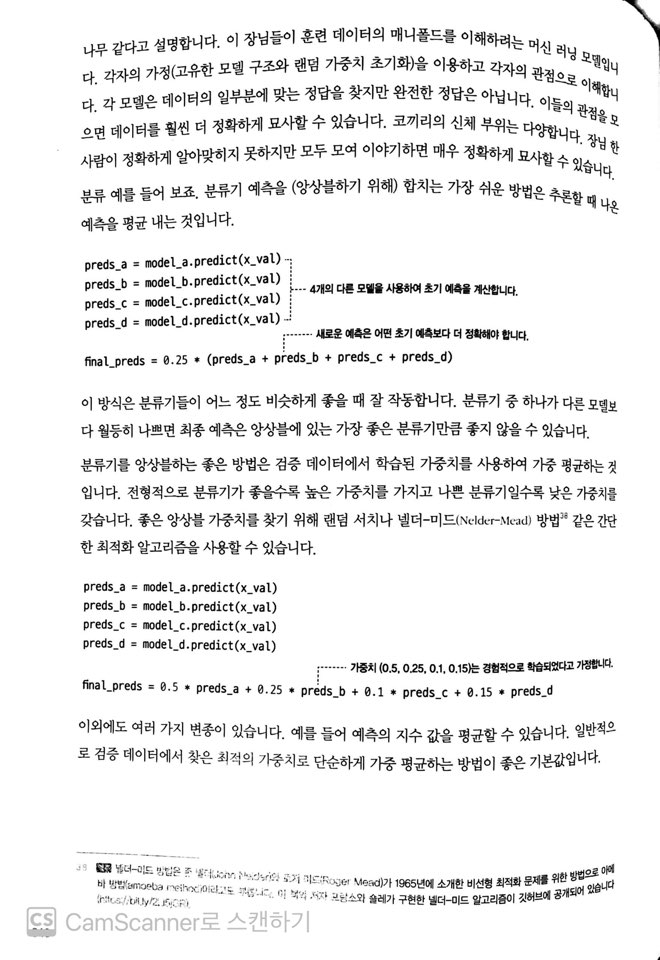 나무 같다고 설명합니다. 이 장님들이 훈련 데이터의 매니폴드를 이해하려는 머신 러닝 모델입니
다. 각자의 가정(고유한 모델 구조와 랜덤 가중치 초기화)을 이용하고 각자의 관점으로 이해합니
다. 각 모델은 데이터의 일부분에 맞는 정답을 찾지만 완전한 정답은 아닙니다. 이들의 관점을 모
으면 데이터를 훨씬 더 정확하게 묘사할 수 있습니다. 코끼리의 신체 부위는 다양합니다. 장님 한
사람이 정확하게 알아맞히지 못하지만 모두 모여 이야기하면 매우 정확하게 묘사할 수 있습니다.
분류 예를 들어 보죠. 분류기 예측을 (앙상블하기 위해) 합치는 가장 쉬운 방법은 추론할 때 나온
예측을 평균 내는 것입니다.
preds_a = model_a.predict(x_val)
preds_b = model_b.predict(x_val)
4개의 다른 모델을 사용하여 초기 예측을 계산합니다.
preds_c = model_c.predict(x_val)
preds_d = model_d.predict(x_val)
새로운 예측은 어떤 초기 예측보다 더 정확해야 합니다.
final_preds = 0.25 * (preds_a + preds_b + preds_c + preds_d)
이 방식은 분류기들이 어느 정도 비슷하게 좋을 때 잘 작동합니다. 분류기 중 하나가 다른 모델보
다 월등히 나쁘면 최종 예측은 앙상블에 있는 가장 좋은 분류기만큼 좋지 않을 수 있습니다.
분류기를 앙상블하는 좋은 방법은 검증 데이터에서 학습된 가중치를 사용하여 가중 평균하는 것
입니다. 전형적으로 분류기가 좋을수록 높은 가중치를 가지고 나쁜 분류기일수록 낮은 가중치를
갖습니다. 좋은 앙상블 가중치를 찾기 위해 랜덤 서치나 넬더-미드(Nelder-Mead) 방법38 같은 간단
한 최적화 알고리즘을 사용할 수 있습니다.
preds_a = model_a.predict(x_val)
preds_b = model_b.predict(x_val)
preds_c = model_c.predict(x_val)
preds_d = model_d.predict(x_val)
가중치 (0.5, 0.25, 0.1, 0.15)는 경험적으로 학습되었다고 가정합니다.
final_preds = 0.5 * preds_a + 0.25 * preds_b + 0.1 * preds_c + 0.15 * preds_d
이외에도 여러 가지 변종이 있습니다. 예를 들어 예측의 지수 값을 평균할 수 있습니다. 일반적으
로 검증 데이터에서 찾은 최적의 가중치로 단순하게 가중 평균하는 방법이 좋은 기본값입니다.
38 역주 넬더-미드 방법은 존 넬더(John Nelder)와 로저 미드(Roger Mead)가 1965년에 소개한 비선형 최적화 문제를 위한 방법으로 아메
바 방법(amoeba method)이라고도 부릅니다. 이 책의 저자 프랑소와 숄레가 구현한 넬더-미드 알고리즘이 깃허브에 공개되어 있습니다
CS CamScanner로 스캔하기